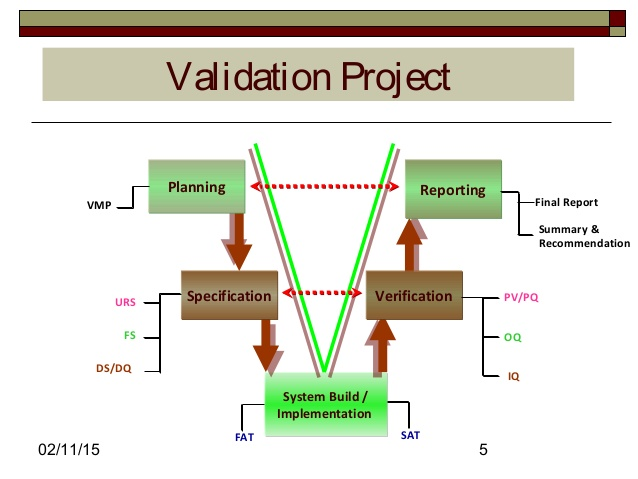 Validation Project
Planning
Reporting
VMP
Final Report
Summary &
Recommendation
Specification
Verification
URS
FS
DS/DQ
PV/PQ
OQ
IQ
System Build /
Implementation
FAT
SAT
02/11/15
5